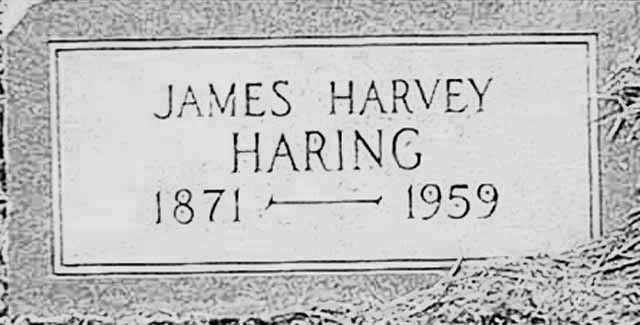 JAMES HARVEY
HARING
1871 — 1959